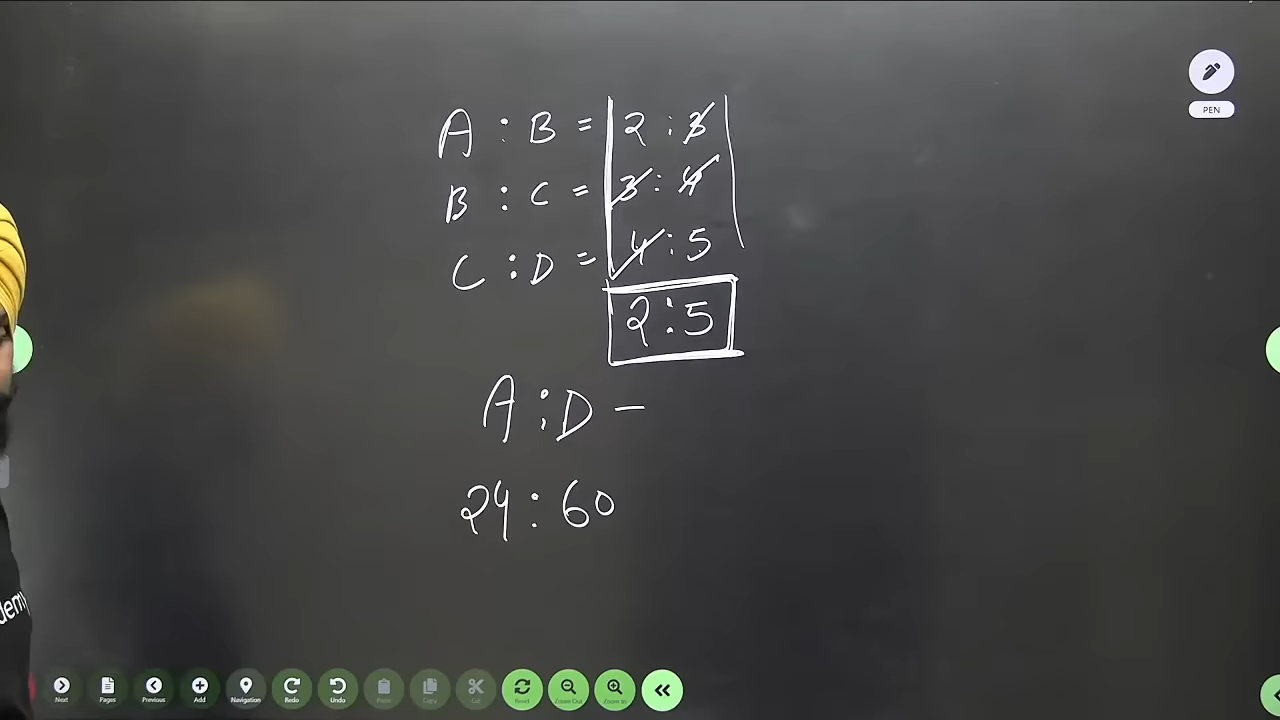 A : B = 2 : 3
B : C = 3 : 4
C : D = 4 : 5
2 : 5
A : D –
24 : 60
PEN
Next
Pages
Previous
Add
Navigation
Redo
Undo
Paste
Copy
Cut
Reset
Zoom Out
Zoom In